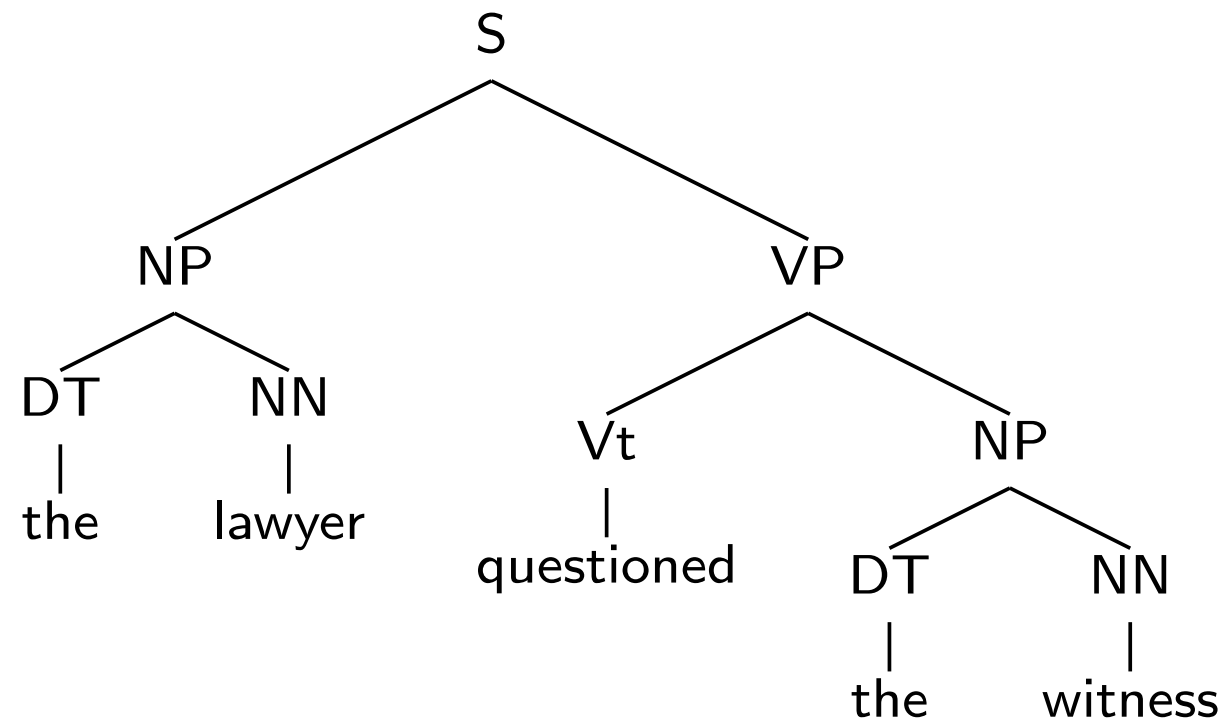 S
NP VP
DT NN Vt NP
the lawyer questioned DT NN
the witness